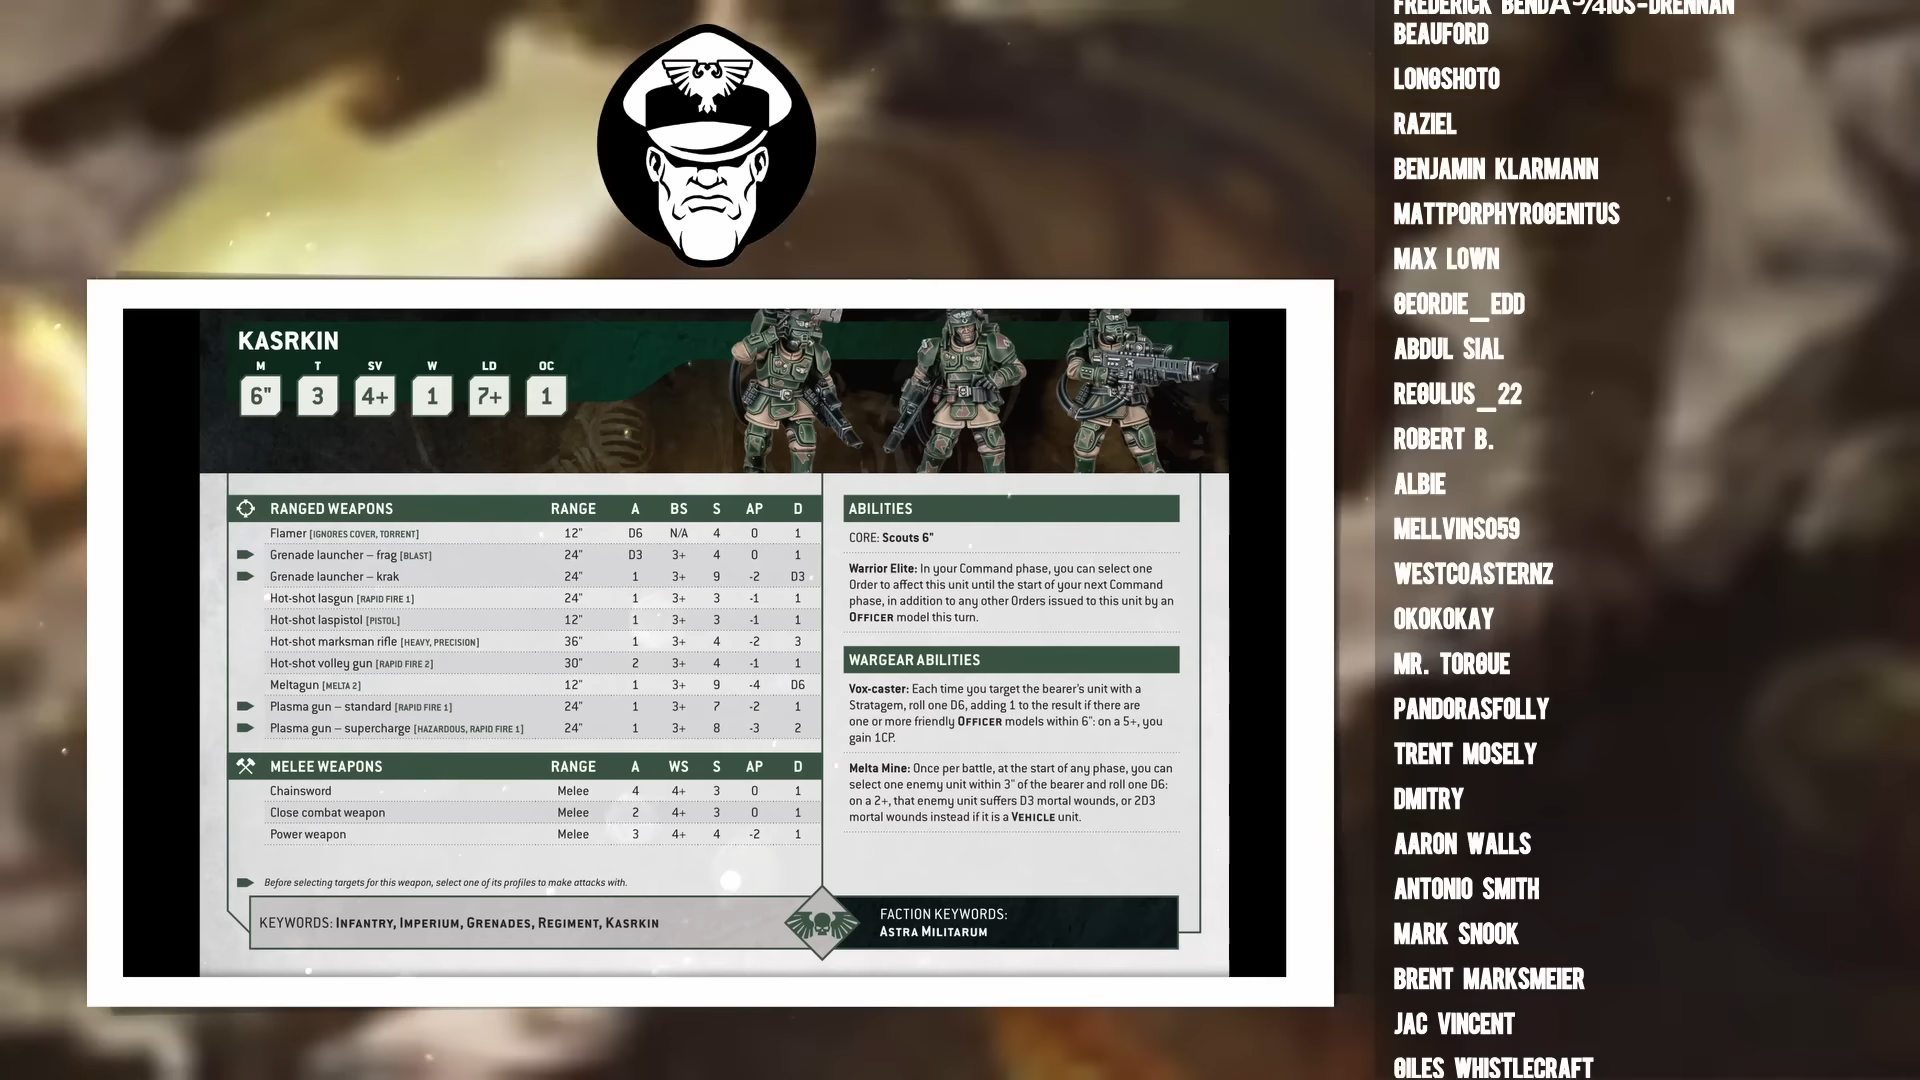 KASRKIN
M T SV W LD OC
6" 3 4+ 1 7+ 1
RANGED WEAPONS RANGE A BS S AP D
Flamer [IGNORES COVER, TORRENT] 12" D6 N/A 4 0 1
Grenade launcher – frag [BLAST] 24" D3 3+ 4 0 1
Grenade launcher – krak 24" 1 3+ 9 -2 D3
Hot-shot lasgun [RAPID FIRE 1] 24" 1 3+ 3 -1 1
Hot-shot laspistol [PISTOL] 12" 1 3+ 3 -1 1
Hot-shot marksman rifle [HEAVY, PRECISION] 36" 1 3+ 4 -2 3
Hot-shot volley gun [RAPID FIRE 2] 30" 2 3+ 4 -1 1
Meltagun [MELTA 2] 12" 1 3+ 9 -4 D6
Plasma gun – standard [RAPID FIRE 1] 24" 1 3+ 7 -2 1
Plasma gun – supercharge [HAZARDOUS, RAPID FIRE 1] 24" 1 3+ 8 -3 2
MELEE WEAPONS RANGE A WS S AP D
Chainsword Melee 4 4+ 3 0 1
Close combat weapon Melee 2 4+ 3 0 1
Power weapon Melee 3 4+ 4 -2 1
Before selecting targets for this weapon, select one of its profiles to make attacks with.
KEYWORDS: INFANTRY, IMPERIUM, GRENADES, REGIMENT, KASRKIN
ABILITIES
CORE: Scouts 6"
Warrior Elite: In your Command phase, you can select one
Order to affect this unit until the start of your next Command
phase, in addition to any other Orders issued to this unit by an
OFFICER model this turn.
WARGEAR ABILITIES
Vox-caster: Each time you target the bearer's unit with a
Stratagem, roll one D6, adding 1 to the result if there are
one or more friendly OFFICER models within 6": on a 5+, you
gain 1CP.
Melta Mine: Once per battle, at the start of any phase, you can
select one enemy unit within 3" of the bearer and roll one D6:
on a 2+, that enemy unit suffers D3 mortal wounds, or 2D3
mortal wounds instead if it is a VEHICLE unit.
FACTION KEYWORDS:
ASTRA MILITARUM
FREDERICK BENDÅ¾IUS-DRENNAN
BEAUFORD
LONGSHOTO
RAZIEL
BENJAMIN KLARMANN
MATTPORPHYROGENITUS
MAX LOWN
GEORDIE_EDD
ABDUL SIAL
REGULUS_22
ROBERT B.
ALBIE
MELLVINS059
WESTCOASTERNZ
OKOKOKAY
MR. TORGUE
PANDORASFOLLY
TRENT MOSELY
DMITRY
AARON WALLS
ANTONIO SMITH
MARK SNOOK
BRENT MARKSMEIER
JAC VINCENT
GILES WHISTLECRAFT